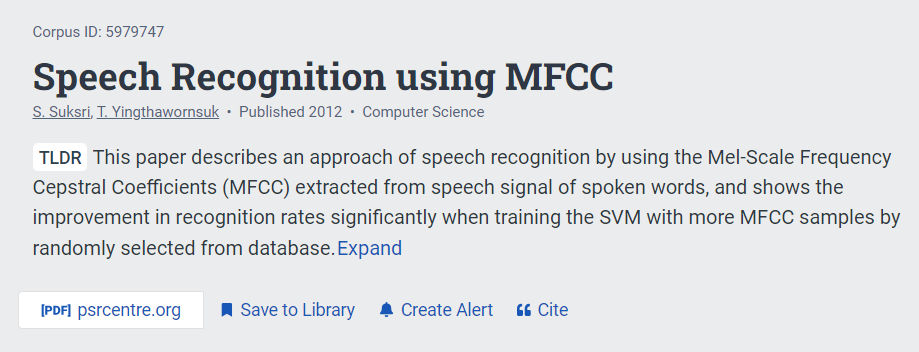 Corpus ID: 5979747
Speech Recognition using MFCC
S. Suksri, T. Yingthawornsuk • Published 2012 • Computer Science
TLDR This paper describes an approach of speech recognition by using the Mel-Scale Frequency
Cepstral Coefficients (MFCC) extracted from speech signal of spoken words, and shows the
improvement in recognition rates significantly when training the SVM with more MFCC samples by
randomly selected from database. Expand
[PDF] psrcentre.org Save to Library Create Alert Cite